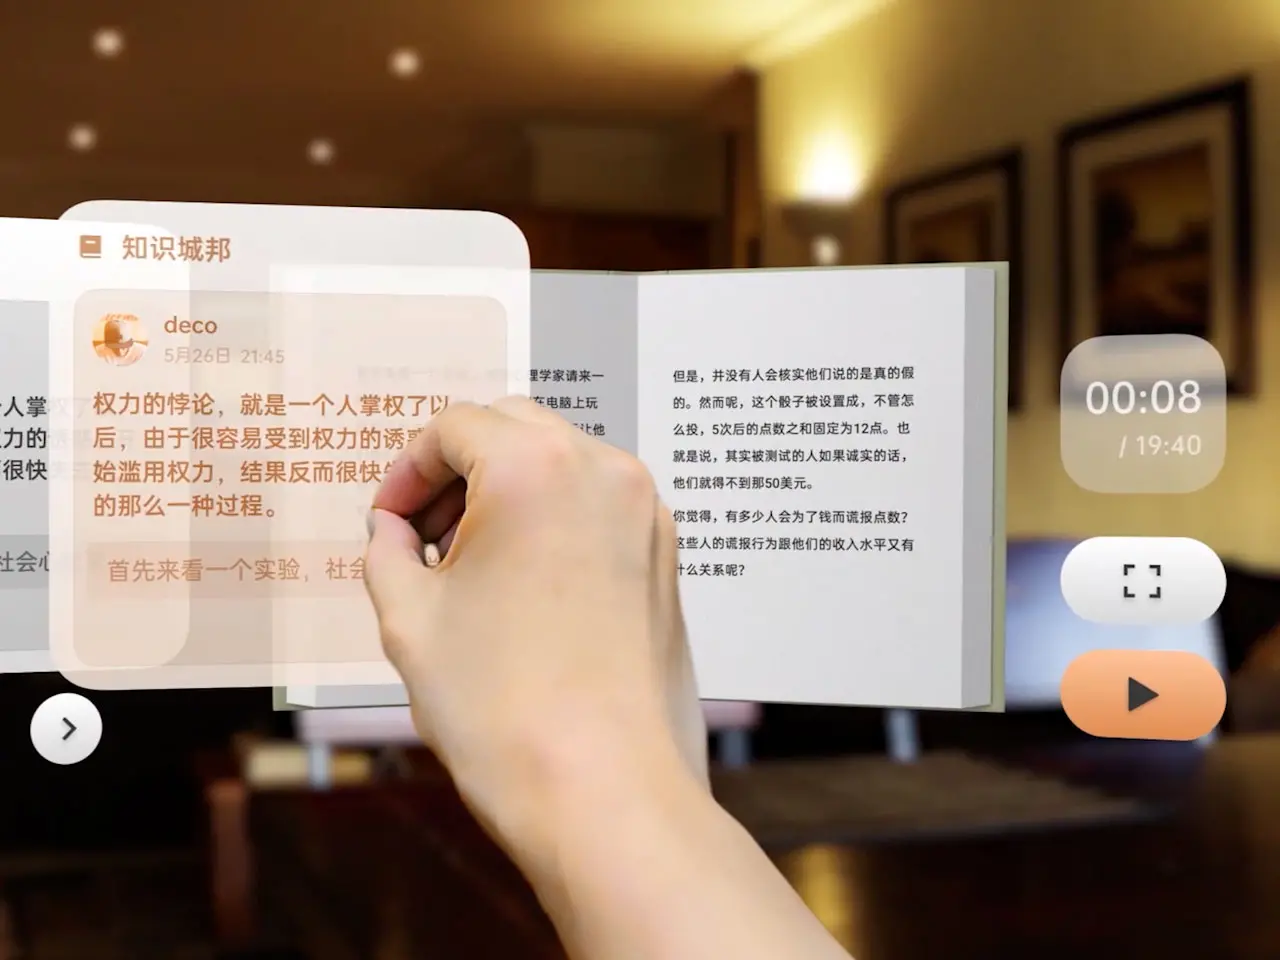 知识城邦
deco
5月26日 21:45
权力的悖论，就是一个人掌权了以
后，由于很容易受到权力的诱惑
始滥用权力，结果反而很快
的那么一种过程。
首先来看一个实验，社会
人掌
力的
很快
社会心
理学家请来一
在电脑上玩
让他
但是，并没有人会核实他们说的是真的假
的。然而呢，这个骰子被设置成，不管怎
么投，5次后的点数之和固定为12点。也
就是说，其实被测试的人如果诚实的话，
他们就得不到那50美元。
你觉得，有多少人会为了钱而谎报点数？
这些人的谎报行为跟他们的收入水平又有
什么关系呢？
00:08
/ 19:40